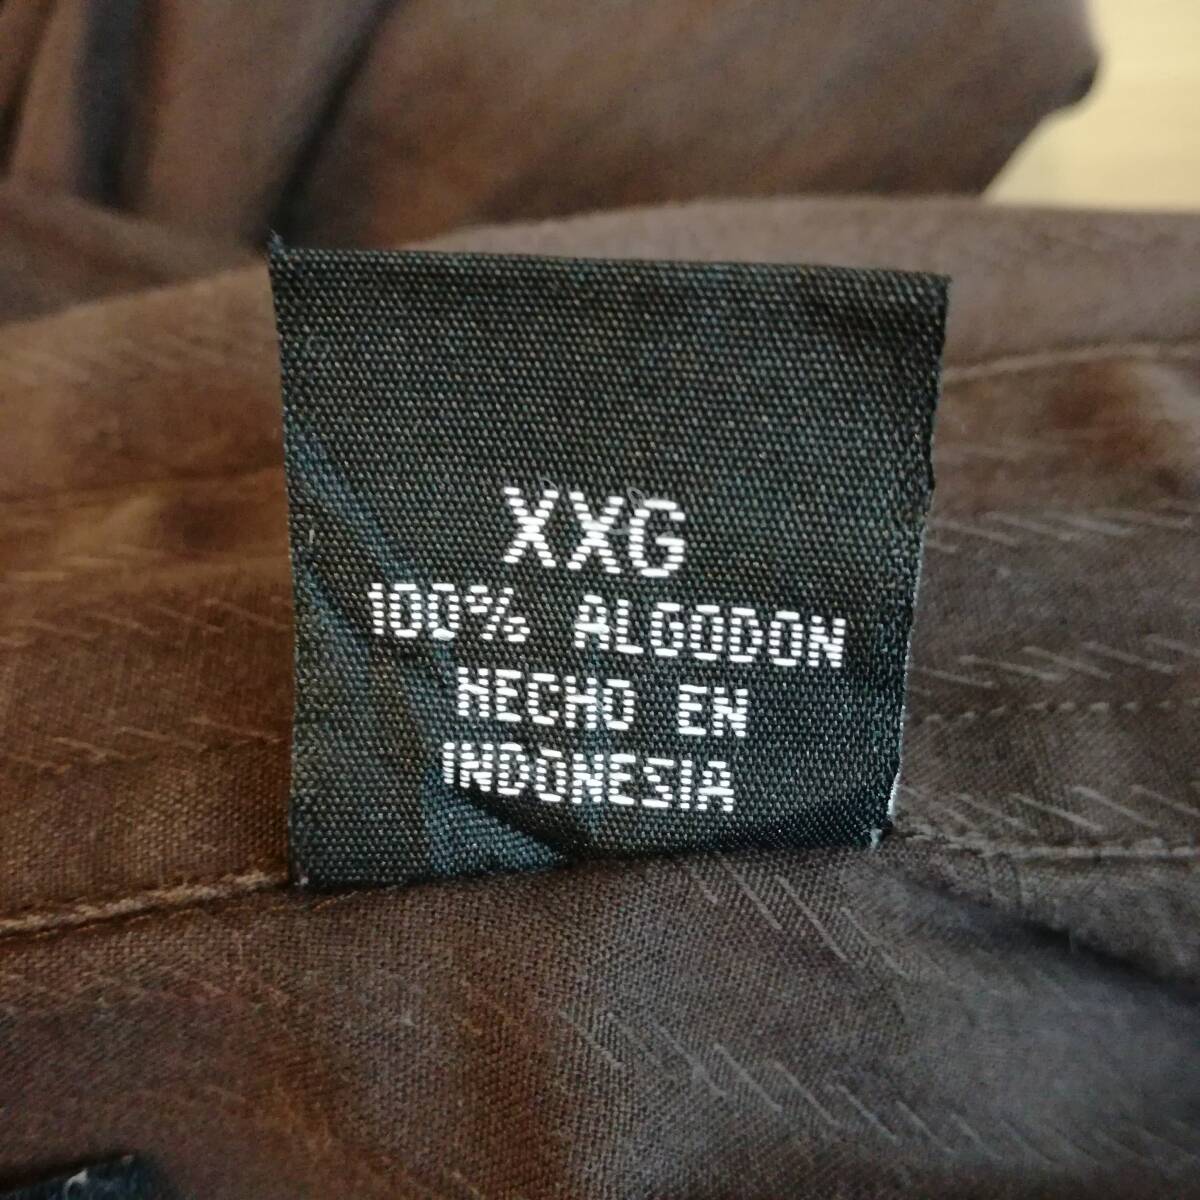 XXG
100% ALGODON
HECHO EN
INDONESIA